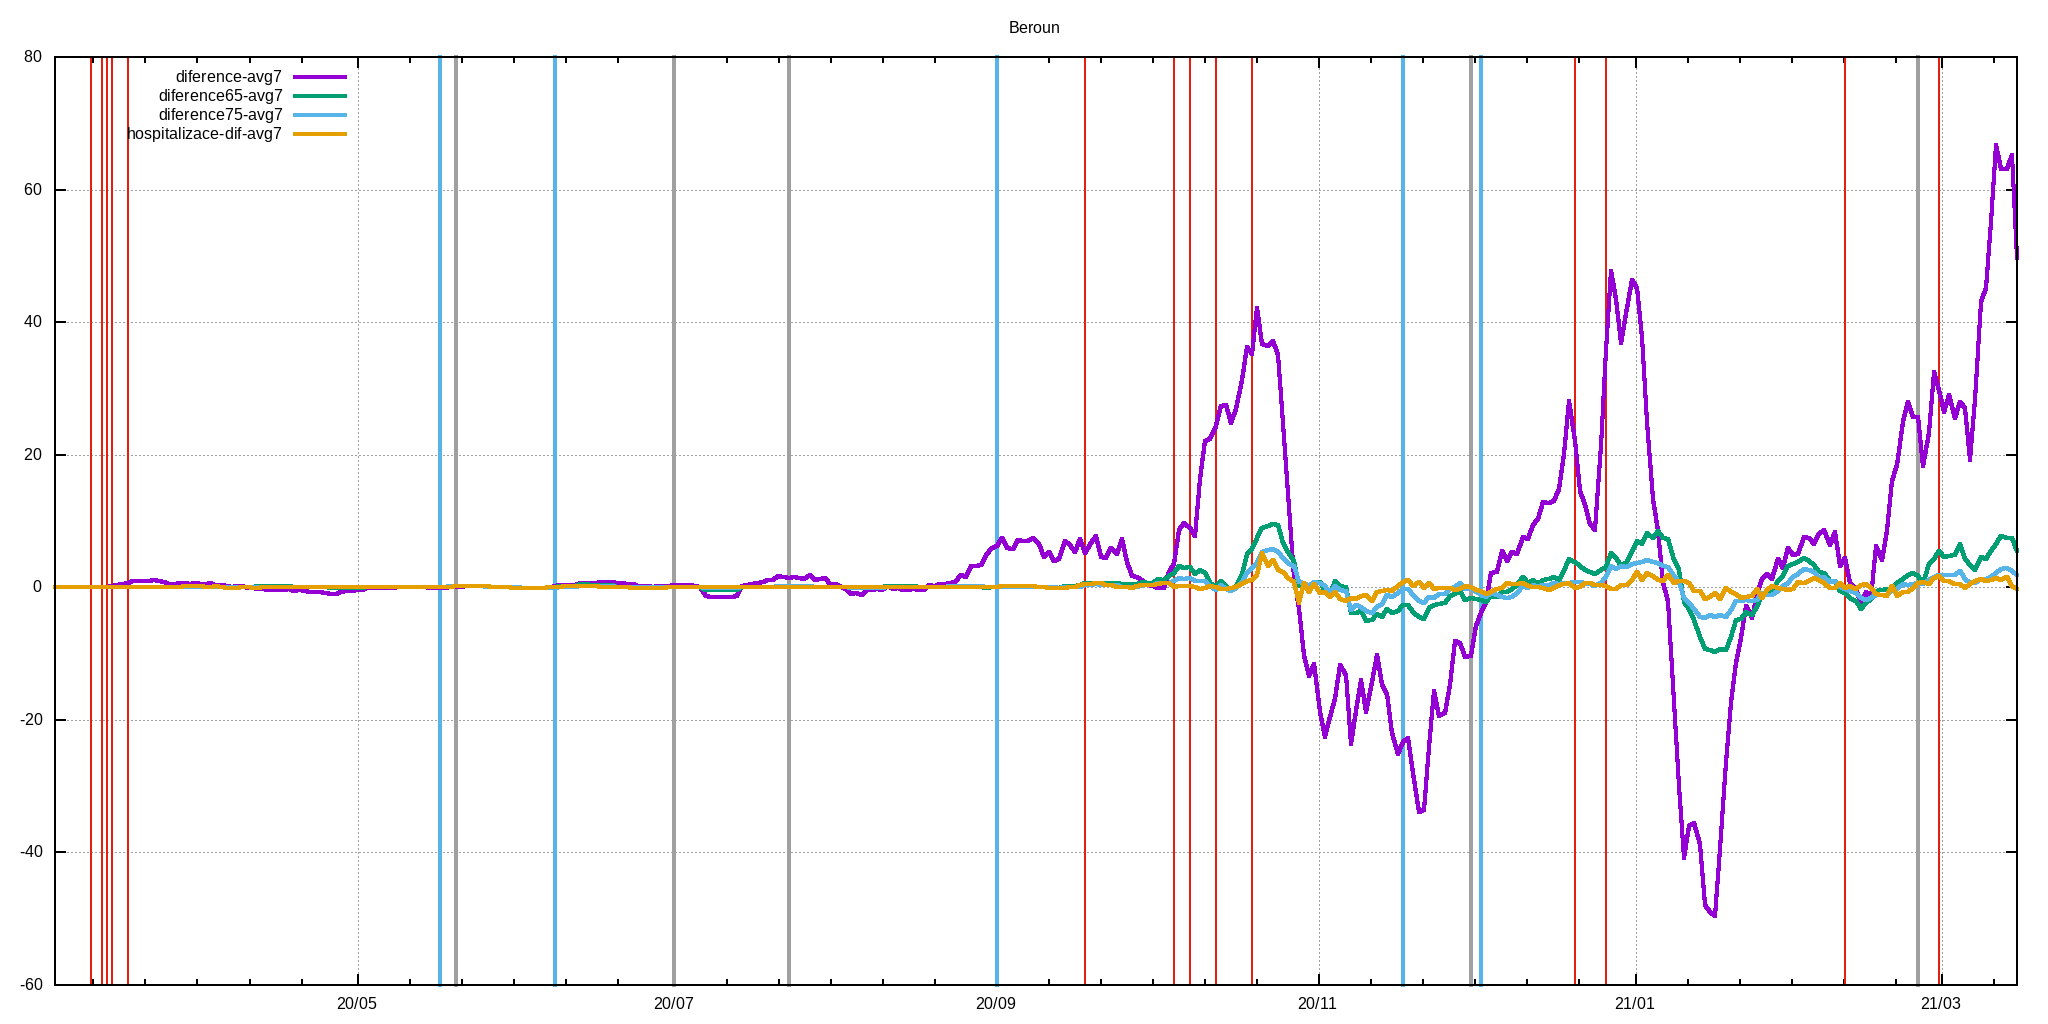 Beroun
diference-avg7
diference65-avg7
diference75-avg7
hospitalizace-dif-avg7
80
60
40
20
0
-20
-40
-60
20/05 20/07 20/09 20/11 21/01 21/03